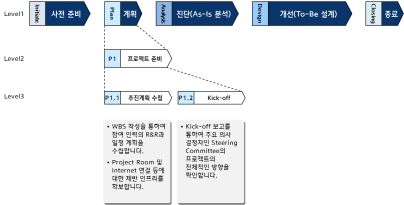 Level1
Initiate 사전 준비
Plan 계획
Analysis 진단(As-Is 분석)
Design 개선(To-Be 설계)
Closing 종료
Level2
P1 프로젝트 준비
Level3
P1.1 추진계획 수립
P1.2 Kick-off
• WBS 작성을 통하여
참여 인력의 R&R과
일정 계획을
수립합니다.
• Project Room 및
Internet 연결 등에
대한 제반 인프라를
확보합니다.
• Kick-off 보고를
통하여 주요 의사
결정자인 Steering
Committee의
프로젝트의
전체적인 방향을
확인합니다.